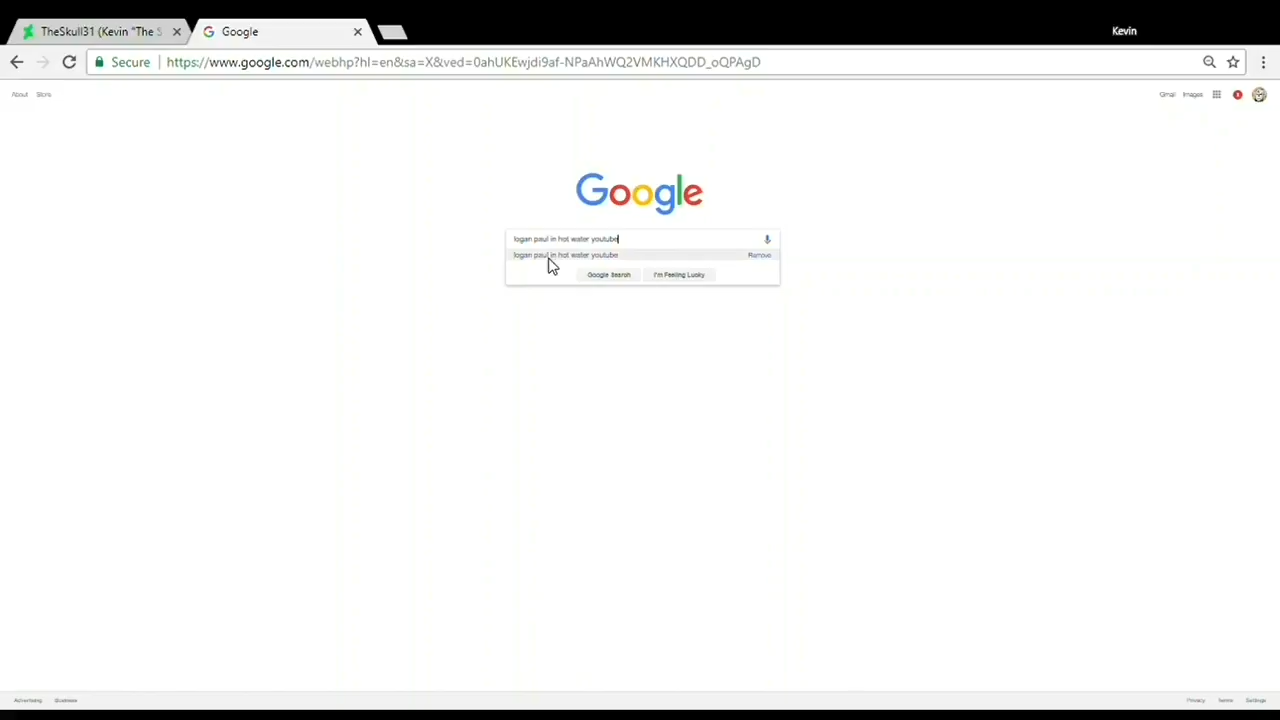 TheSkull31 (Kevin "The S
Google
Kevin
Secure
https://www.google.com/webhp?hl=en&sa=X&ved=0ahUKEwjdi9af-NPaAhWQ2VMKHXQDD_oQPAgD
About Store
Gmail Images
Google
logan paul in hot water youtube
logan paul in hot water youtube Remove
Google Search I'm Feeling Lucky
Advertising Business
Privacy Terms Settings